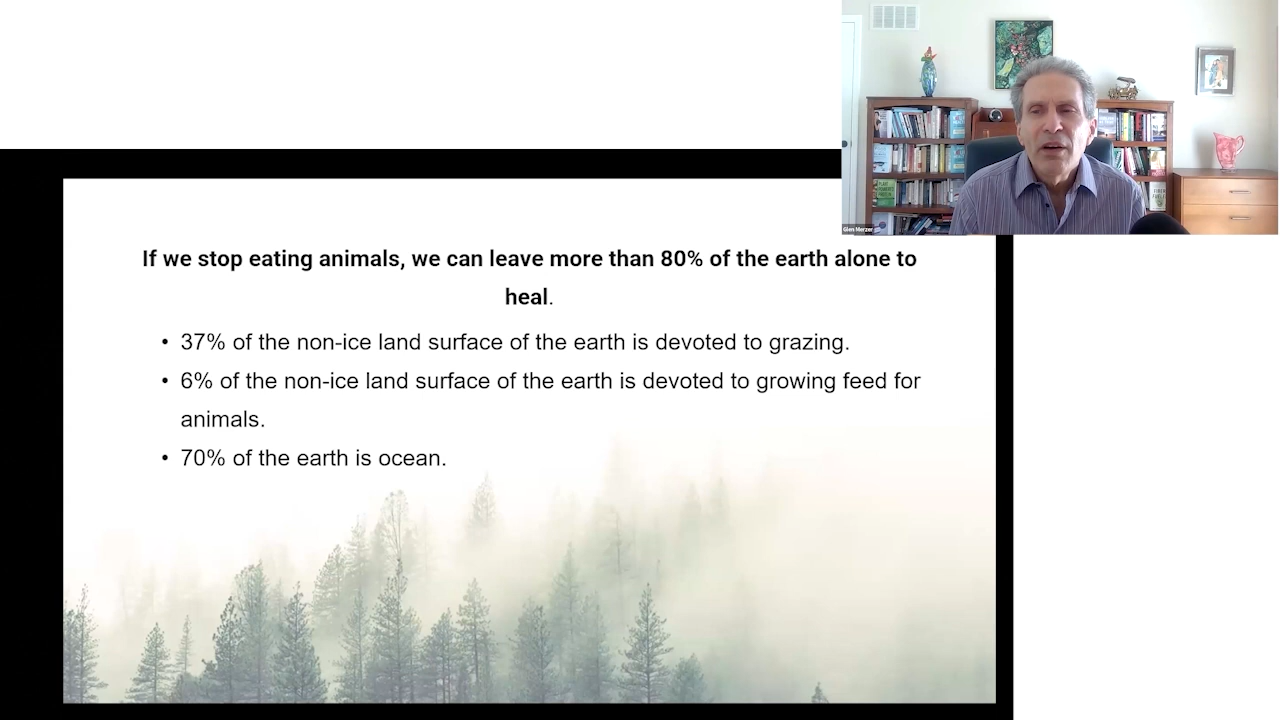 Glen Merzer
If we stop eating animals, we can leave more than 80% of the earth alone to
heal.
• 37% of the non-ice land surface of the earth is devoted to grazing.
• 6% of the non-ice land surface of the earth is devoted to growing feed for
animals.
• 70% of the earth is ocean.